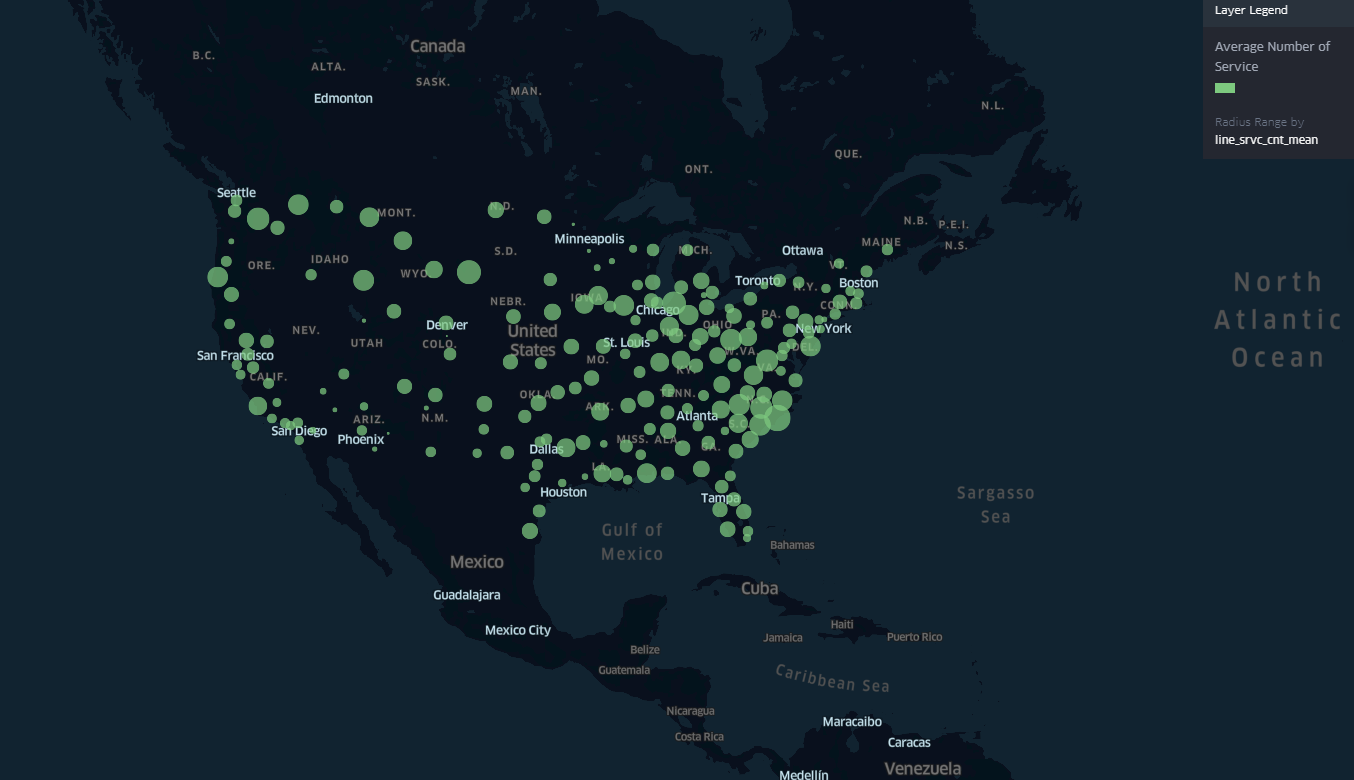 Layer Legend
Average Number of
Service
Radius Range by
line_srvc_cnt_mean
Canada
B.C.
ALTA.
SASK.
MAN.
Edmonton
N.L.
QUE.
ONT.
Seattle
MONT.
N.D.
N.B.
P.E.I.
MAINE
N.S.
Minneapolis
Ottawa
MICH.
S.D.
ORE.
IDAHO
WYO.
VT.
Toronto
N.Y.
Boston
North
Atlantic
Ocean
NEBR.
IOWA
Chicago
CONN.
PA.
NEV.
Denver
United
States
OHIO
New York
UTAH
COLO.
St. Louis
IND.
DEL.
San Francisco
MO.
W.VA.
KY.
VA.
CALIF.
OKLA.
TENN.
ARK.
ARIZ.
N.M.
Atlanta
S.C.
San Diego
Phoenix
Dallas
MISS.
ALA.
GA.
LA.
Houston
Tampa
Sargasso
Sea
Gulf of
Mexico
Bahamas
Mexico
Cuba
Guadalajara
Mexico City
Haiti
Jamaica
Puerto Rico
Belize
Guatemala
Caribbean Sea
Nicaragua
Costa Rica
Maracaibo
Caracas
Medellín
Venezuela